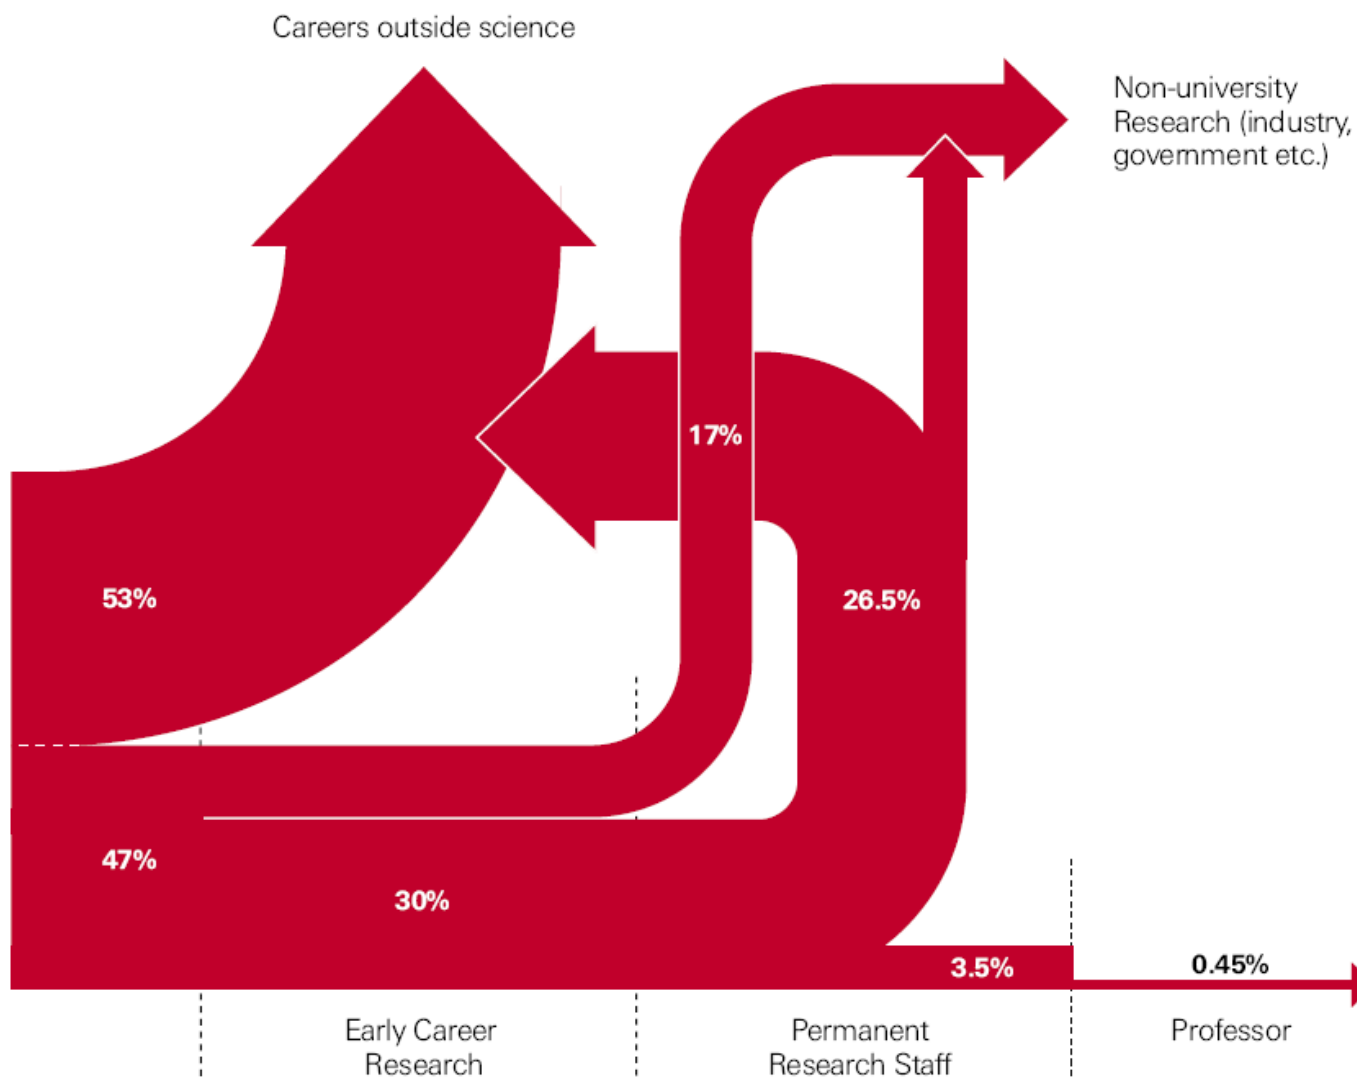 Careers outside science
Non-university
Research (industry,
government etc.)
17%
53%
26.5%
47%
30%
3.5%
0.45%
Early Career
Research
Permanent
Research Staff
Professor